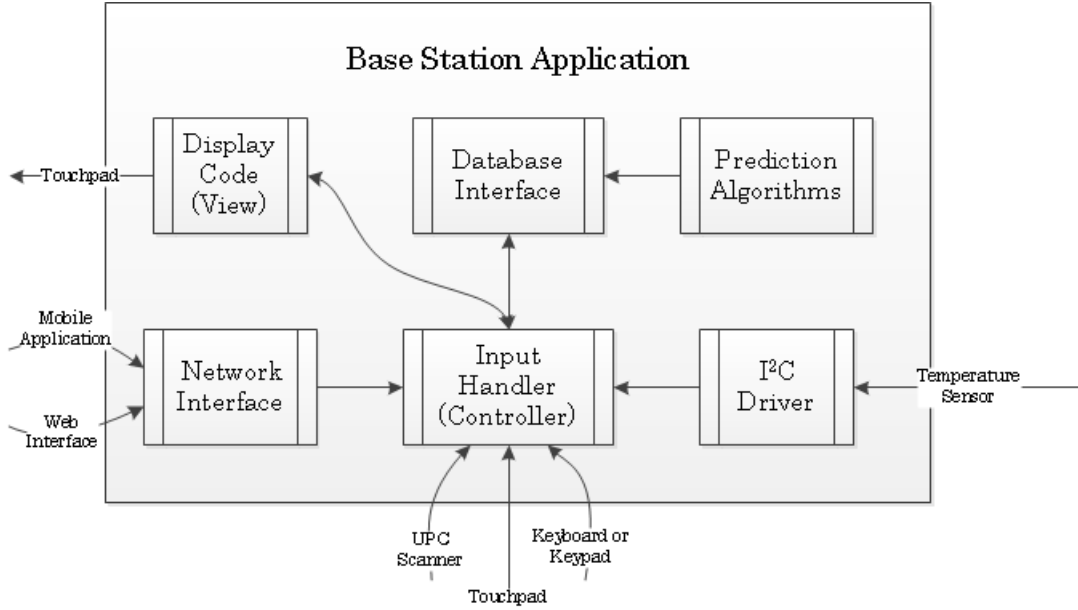 Base Station Application
Display
Code
(View)
Database
Interface
Prediction
Algorithms
Touchpad
Mobile
Application
Network
Interface
Input
Handler
(Controller)
I²C
Driver
Temperature
Sensor
Web
Interface
UPC
Scanner
Keyboard or
Keypad
Touchpad